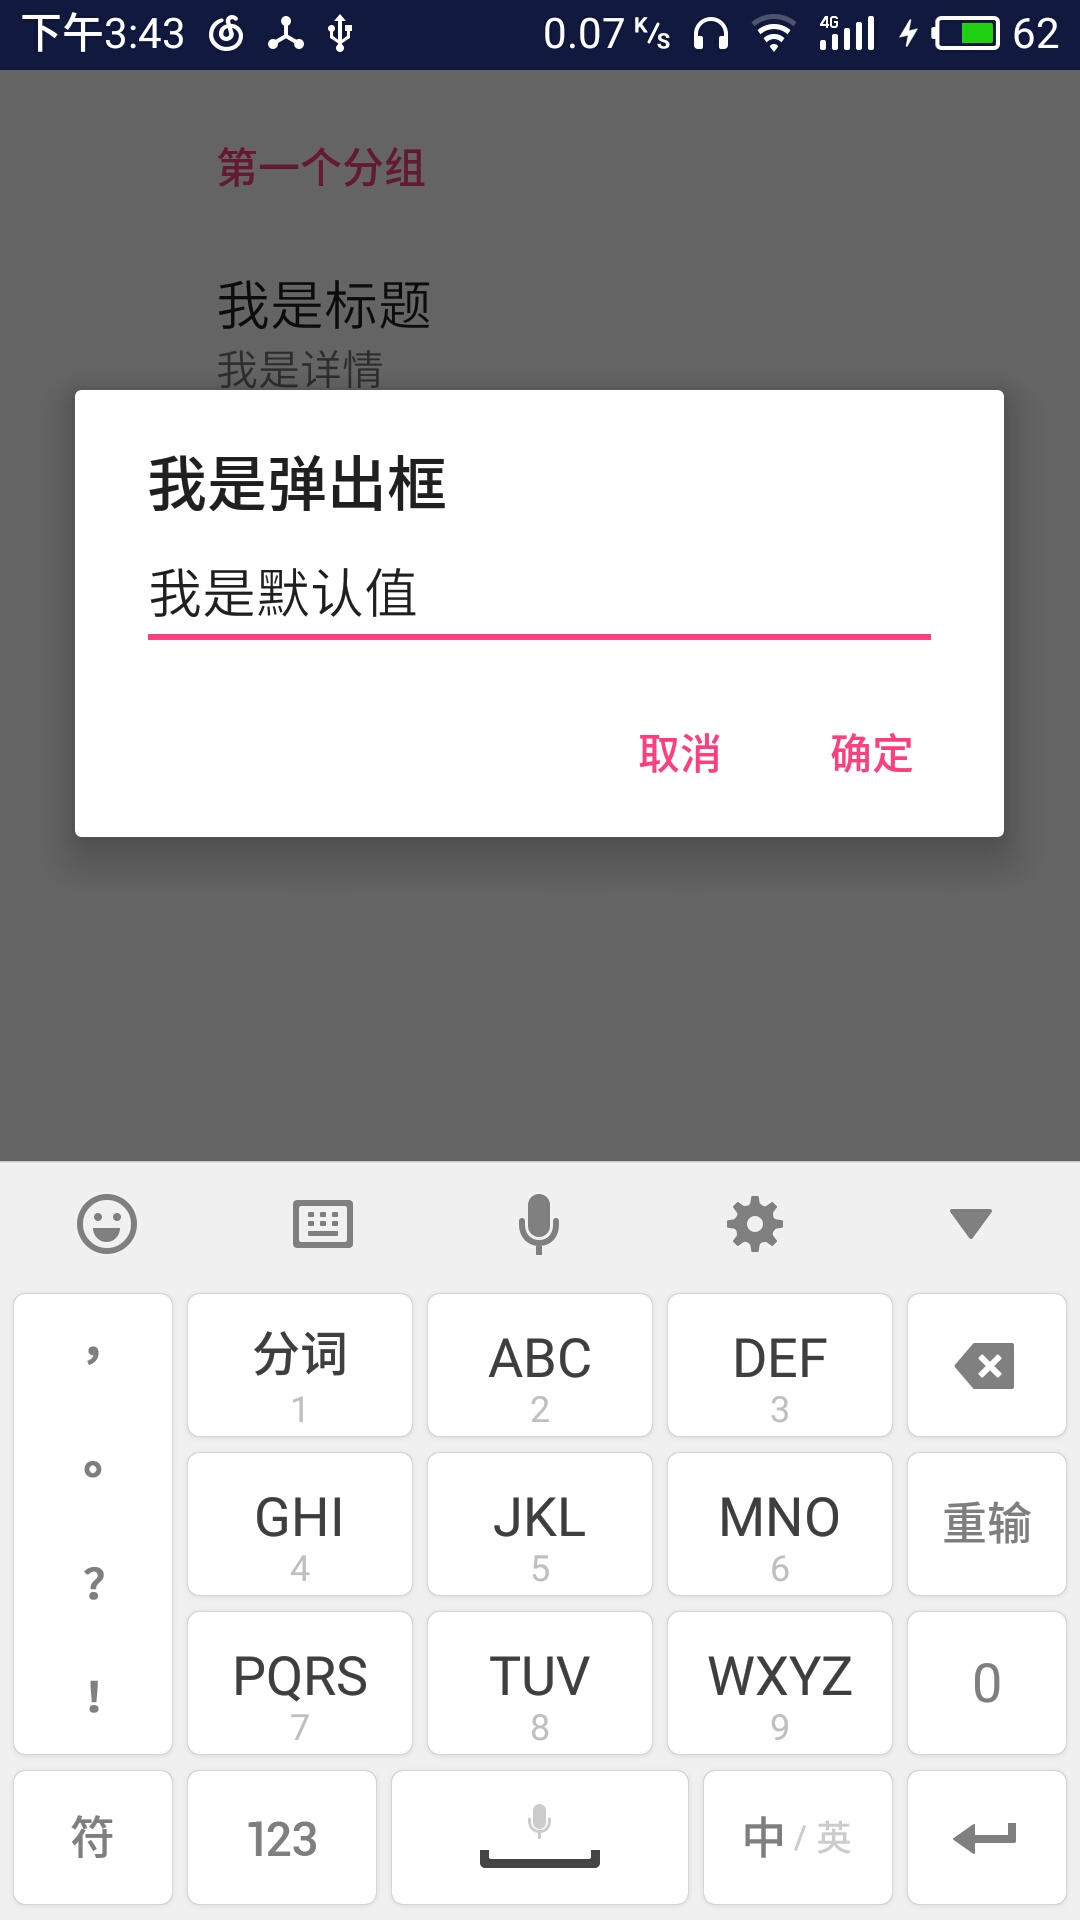 下午3:43 0.07 K/s 4G 62
第一个分组
我是标题
我是详情
我是弹出框
我是默认值
取消 确定
， 分词 1 ABC 2 DEF 3
。 GHI 4 JKL 5 MNO 6 重输
？ PQRS 7 TUV 8 WXYZ 9 0
！
符 123 中 / 英